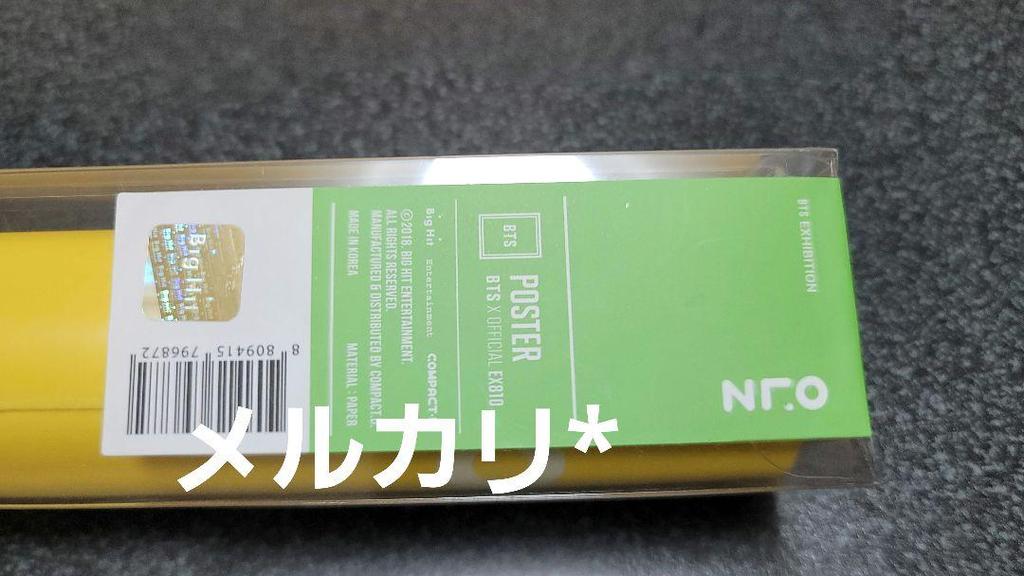 BTS EXHIBITION
BTS
POSTER
BTS X OFFICIAL EX810
Big Hit Entertainment COMPACT.
©2018. BIG HIT ENTERTAINMENT.
ALL RIGHTS RESERVED.
MANUFACTURED & DISTRIBUTED BY COMPACT.D.
MADE IN KOREA MATERIAL - PAPER
Big Hit
8 809415 796872
メルカリ*